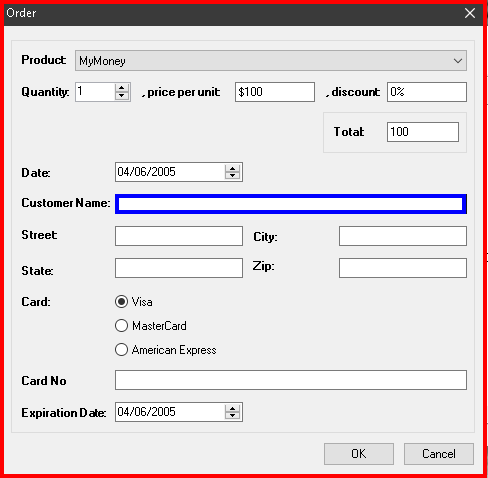 Order
Product: MyMoney
Quantity: 1 , price per unit: $100 , discount: 0%
Total: 100
Date: 04/06/2005
Customer Name:
Street: City:
State: Zip:
Card: Visa
MasterCard
American Express
Card No
Expiration Date: 04/06/2005
OK Cancel